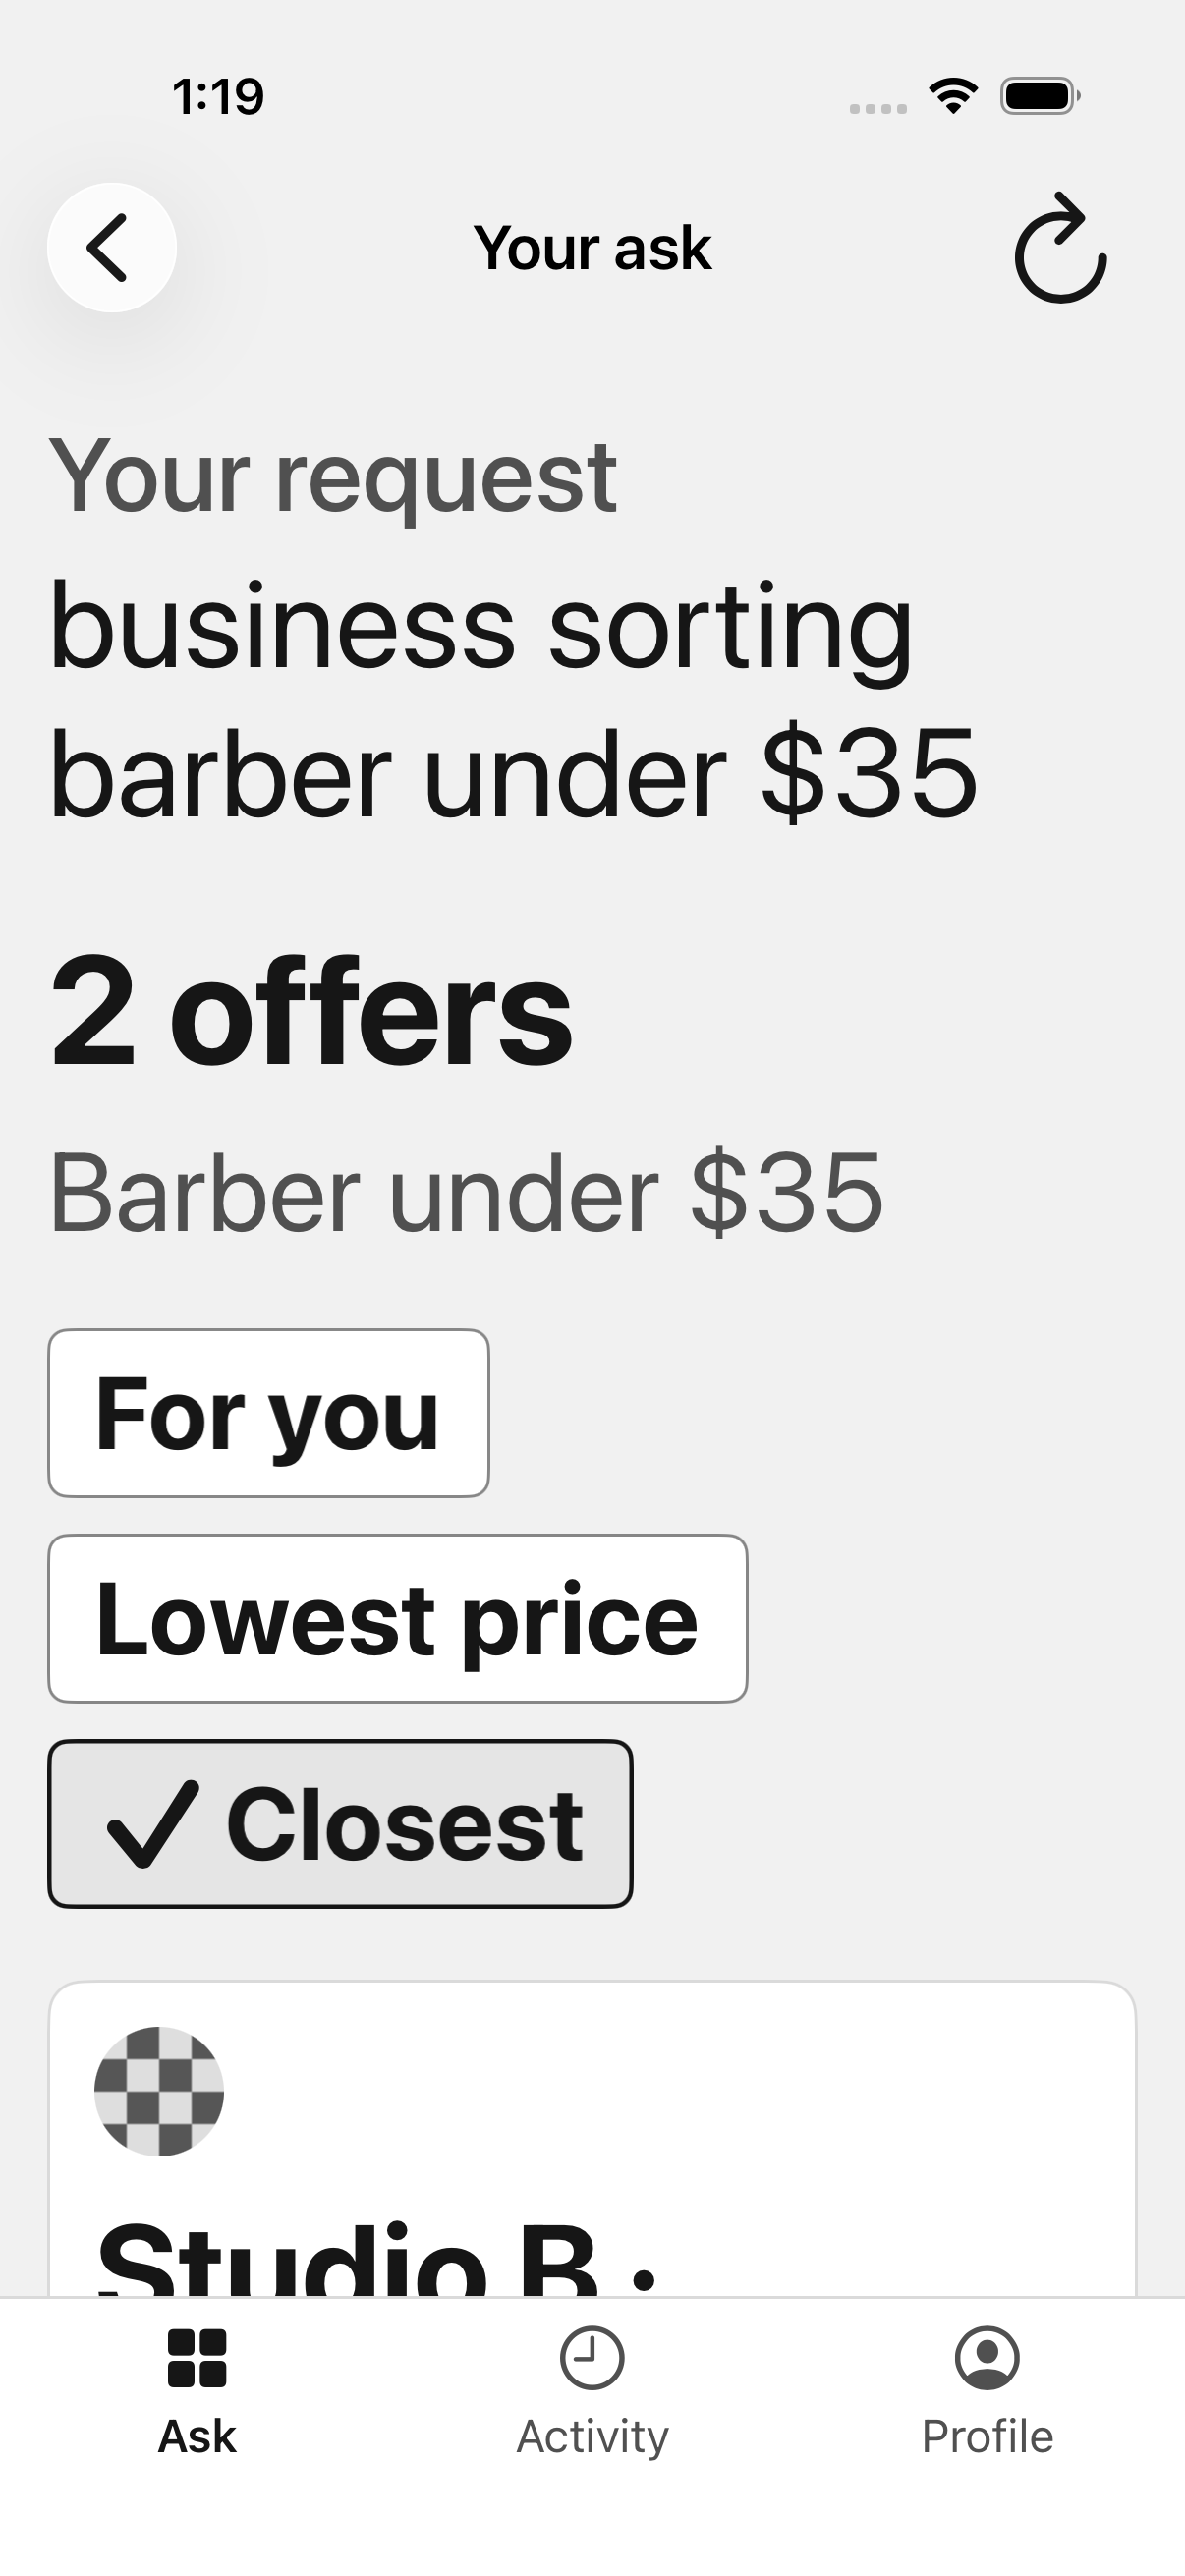 1:19
Your ask
Your request
business sorting
barber under $35
2 offers
Barber under $35
For you
Lowest price
Closest
Studio B ·
Ask
Activity
Profile